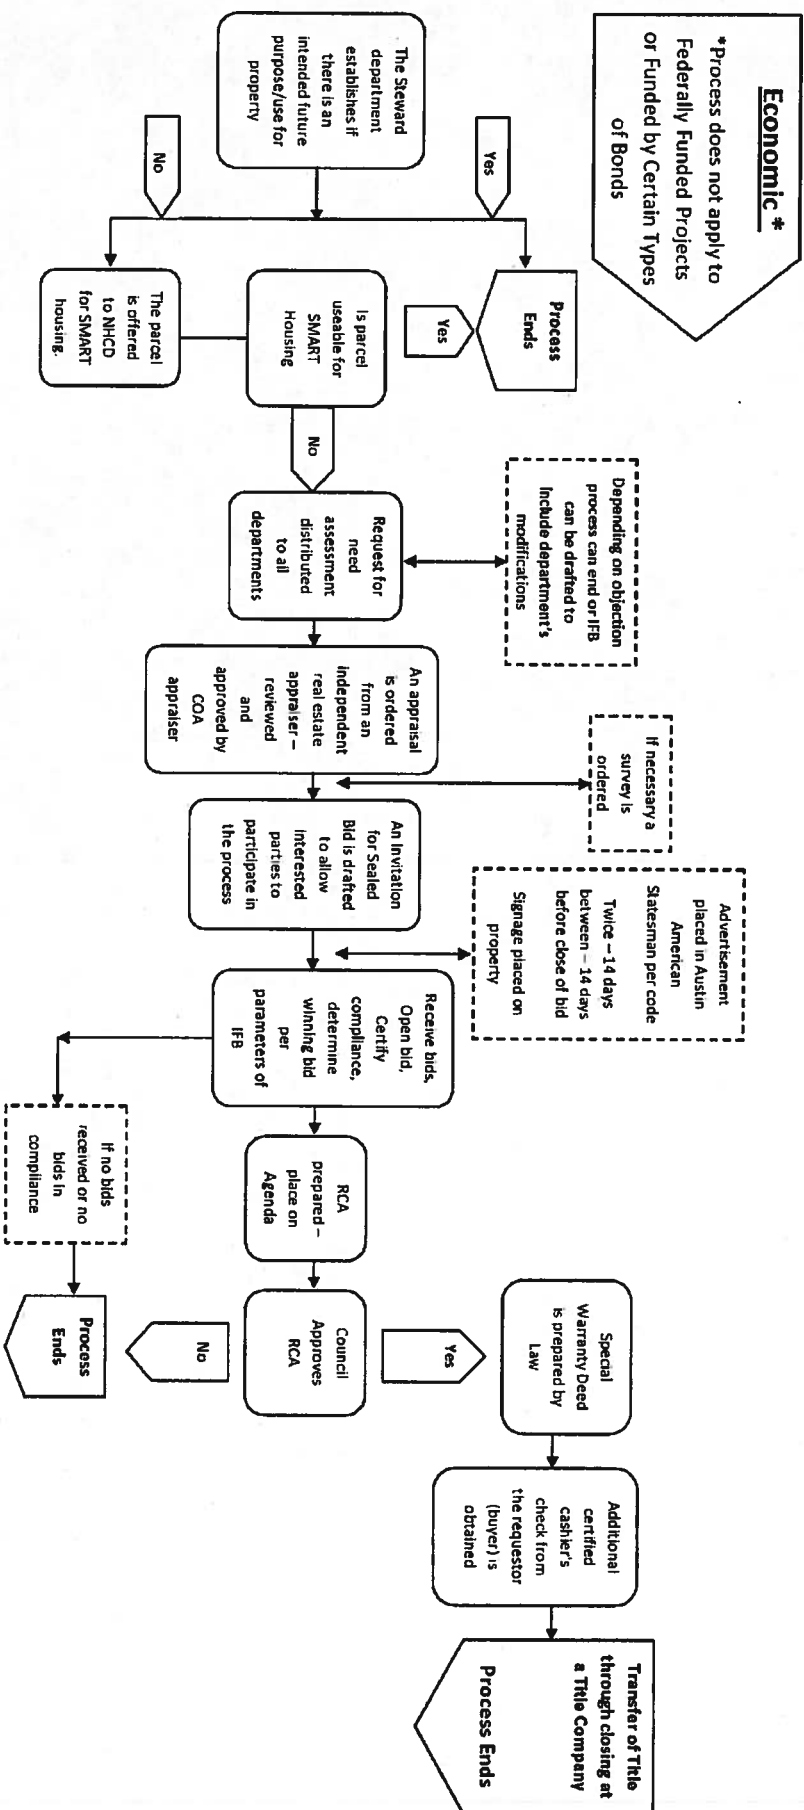 Economic *
*Process does not apply to
Federally Funded Projects
or Funded by Certain Types
of Bonds
The Steward
department
establishes if
there is an
intended future
purpose/use for
property
Yes
No
Process
Ends
Yes
Is parcel
useable for
SMART
Housing
The parcel
is offered
to NHCD
for SMART
housing.
No
Depending on objection
process can end or IFB
can be drafted to
include department's
modifications
Request for
need
assessment
distributed
to all
departments
An appraisal
is ordered
from an
independent
real estate
appraiser –
reviewed
and
approved by
COA
appraiser
If necessary a
survey is
ordered
An Invitation
for Sealed
Bid is drafted
to allow
interested
parties to
participate in
the process
Advertisement
placed in Austin
American
Statesman per code
Twice – 14 days
between – 14 days
before close of bid
Signage placed on
property
Receive bids,
Open bid,
Certify
compliance,
determine
winning bid
per
parameters of
IFB
If no bids
received or no
bids in
compliance
Process
Ends
RCA
prepared –
place on
Agenda
Council
Approves
RCA
Yes
No
Special
Warranty Deed
is prepared by
Law
Additional
certified
cashier's
check from
the requestor
(buyer) is
obtained
Transfer of Title
through closing at
a Title Company
Process Ends